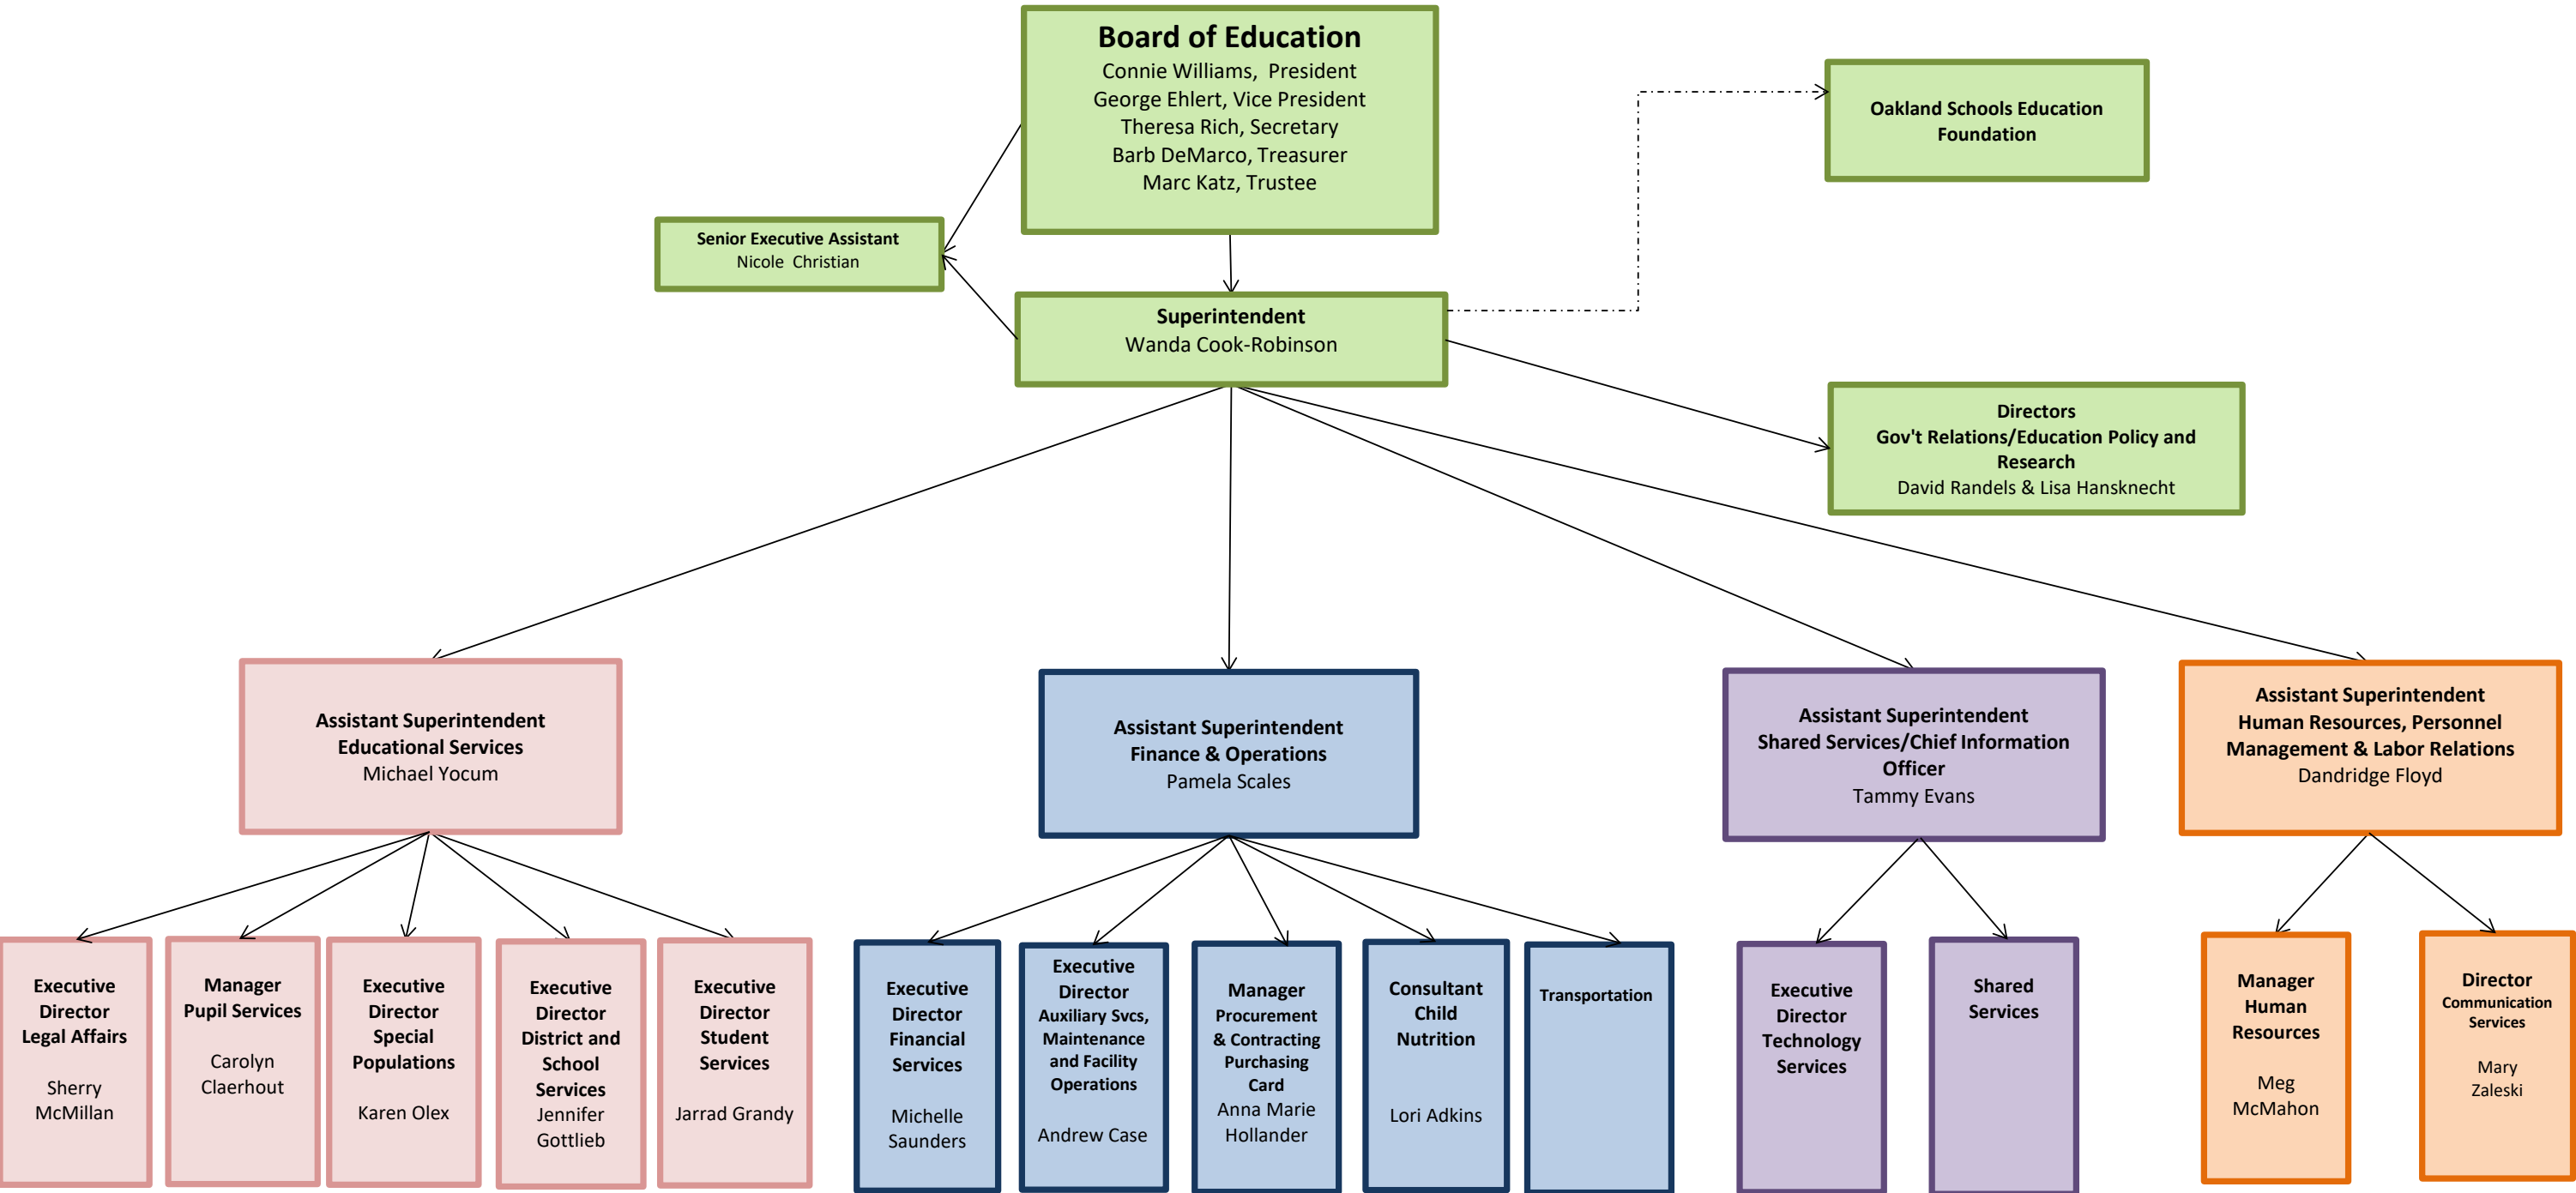 Board of Education
Connie Williams, President
George Ehlert, Vice President
Theresa Rich, Secretary
Barb DeMarco, Treasurer
Marc Katz, Trustee
Oakland Schools Education
Foundation
Senior Executive Assistant
Nicole Christian
Superintendent
Wanda Cook-Robinson
Directors
Gov't Relations/Education Policy and
Research
David Randels & Lisa Hansknecht
Assistant Superintendent
Educational Services
Michael Yocum
Assistant Superintendent
Finance & Operations
Pamela Scales
Assistant Superintendent
Shared Services/Chief Information
Officer
Tammy Evans
Assistant Superintendent
Human Resources, Personnel
Management & Labor Relations
Dandridge Floyd
Executive
Director
Legal Affairs
Sherry
McMillan
Manager
Pupil Services
Carolyn
Claerhout
Executive
Director
Special
Populations
Karen Olex
Executive
Director
District and
School
Services
Jennifer
Gottlieb
Executive
Director
Student
Services
Jarrad Grandy
Executive
Director
Financial
Services
Michelle
Saunders
Executive
Director
Auxiliary Svcs,
Maintenance
and Facility
Operations
Andrew Case
Manager
Procurement
& Contracting
Purchasing
Card
Anna Marie
Hollander
Consultant
Child
Nutrition
Lori Adkins
Transportation
Executive
Director
Technology
Services
Shared
Services
Manager
Human
Resources
Meg
McMahon
Director
Communication
Services
Mary
Zaleski